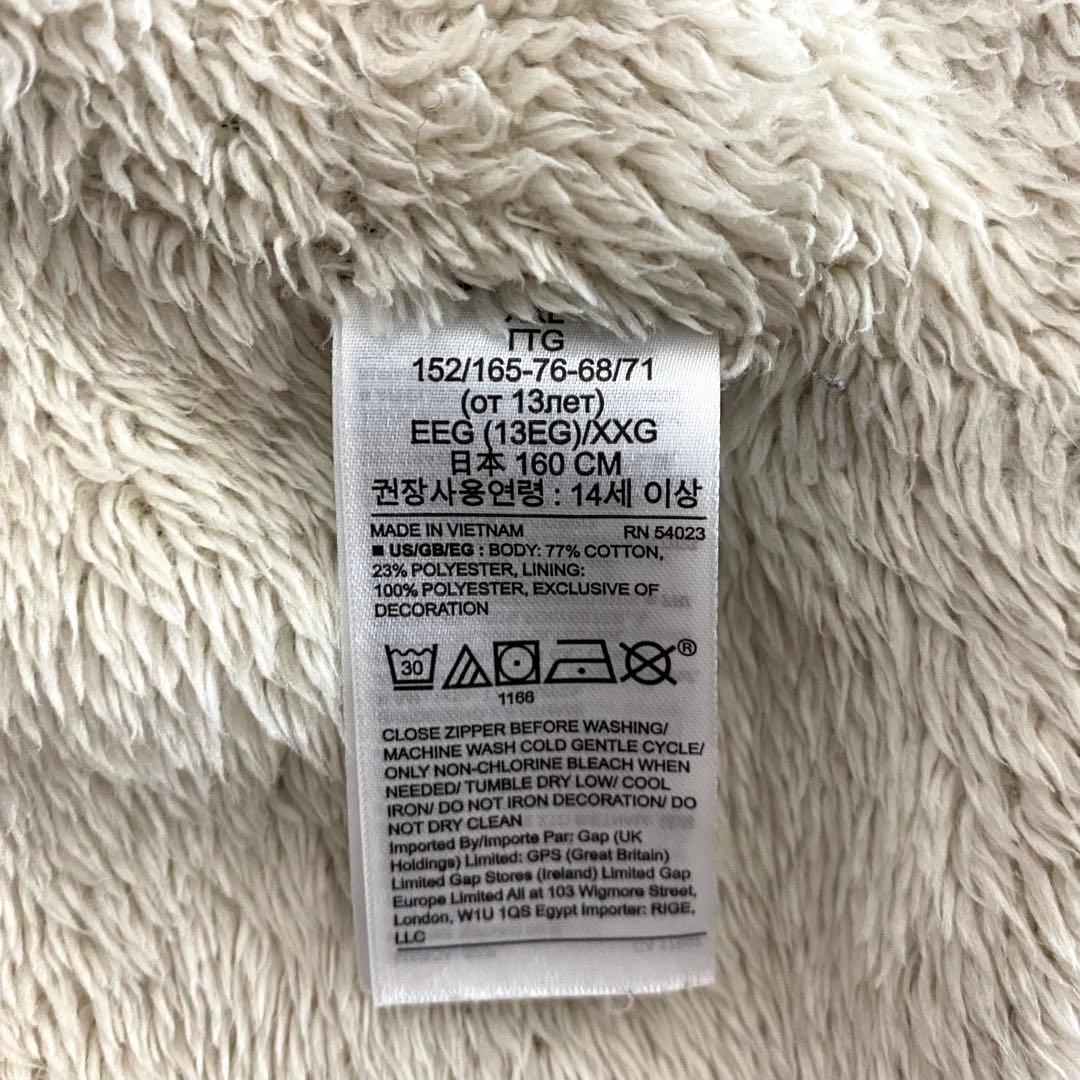 TTG
152/165-76-68/71
(от 13лет)
EEG (13EG)/XXG
日本 160 CM
권장사용연령 : 14세 이상
MADE IN VIETNAM RN 54023
■ US/GB/EG : BODY: 77% COTTON,
23% POLYESTER, LINING:
100% POLYESTER, EXCLUSIVE OF
DECORATION
30 ®
1166
CLOSE ZIPPER BEFORE WASHING/
MACHINE WASH COLD GENTLE CYCLE/
ONLY NON-CHLORINE BLEACH WHEN
NEEDED/ TUMBLE DRY LOW/ COOL
IRON/ DO NOT IRON DECORATION/ DO
NOT DRY CLEAN
Imported By/Importe Par: Gap (UK
Holdings) Limited: GPS (Great Britain)
Limited Gap Stores (Ireland) Limited Gap
Europe Limited All at 103 Wigmore Street,
London, W1U 1QS Egypt Importer: RIGE,
LLC